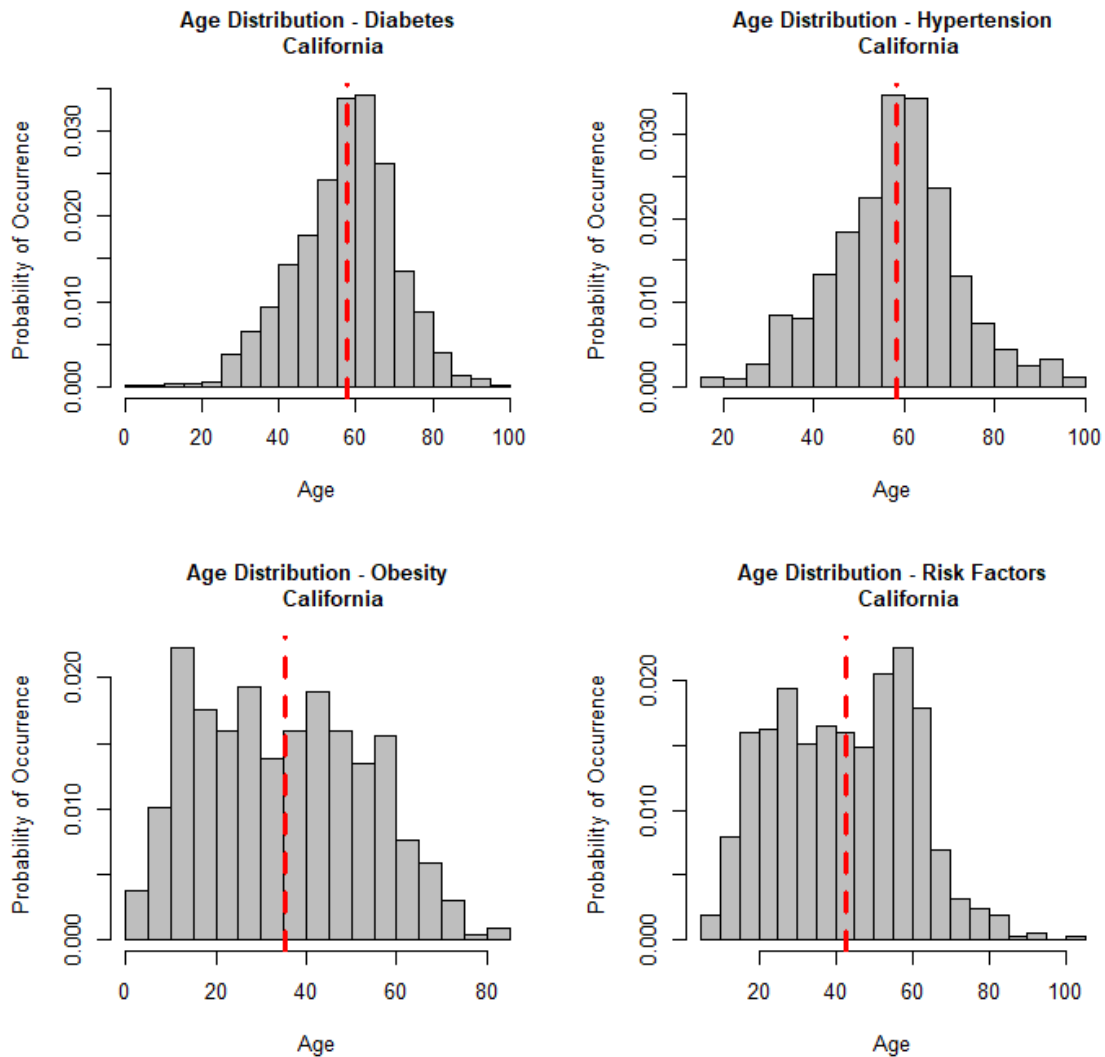 Age Distribution - Diabetes
California
Probability of Occurrence
0.000
0.010
0.020
0.030
0 20 40 60 80 100
Age
Age Distribution - Hypertension
California
Probability of Occurrence
0.000
0.010
0.020
0.030
20 40 60 80 100
Age
Age Distribution - Obesity
California
Probability of Occurrence
0.000
0.010
0.020
0 20 40 60 80
Age
Age Distribution - Risk Factors
California
Probability of Occurrence
0.000
0.010
0.020
20 40 60 80 100
Age